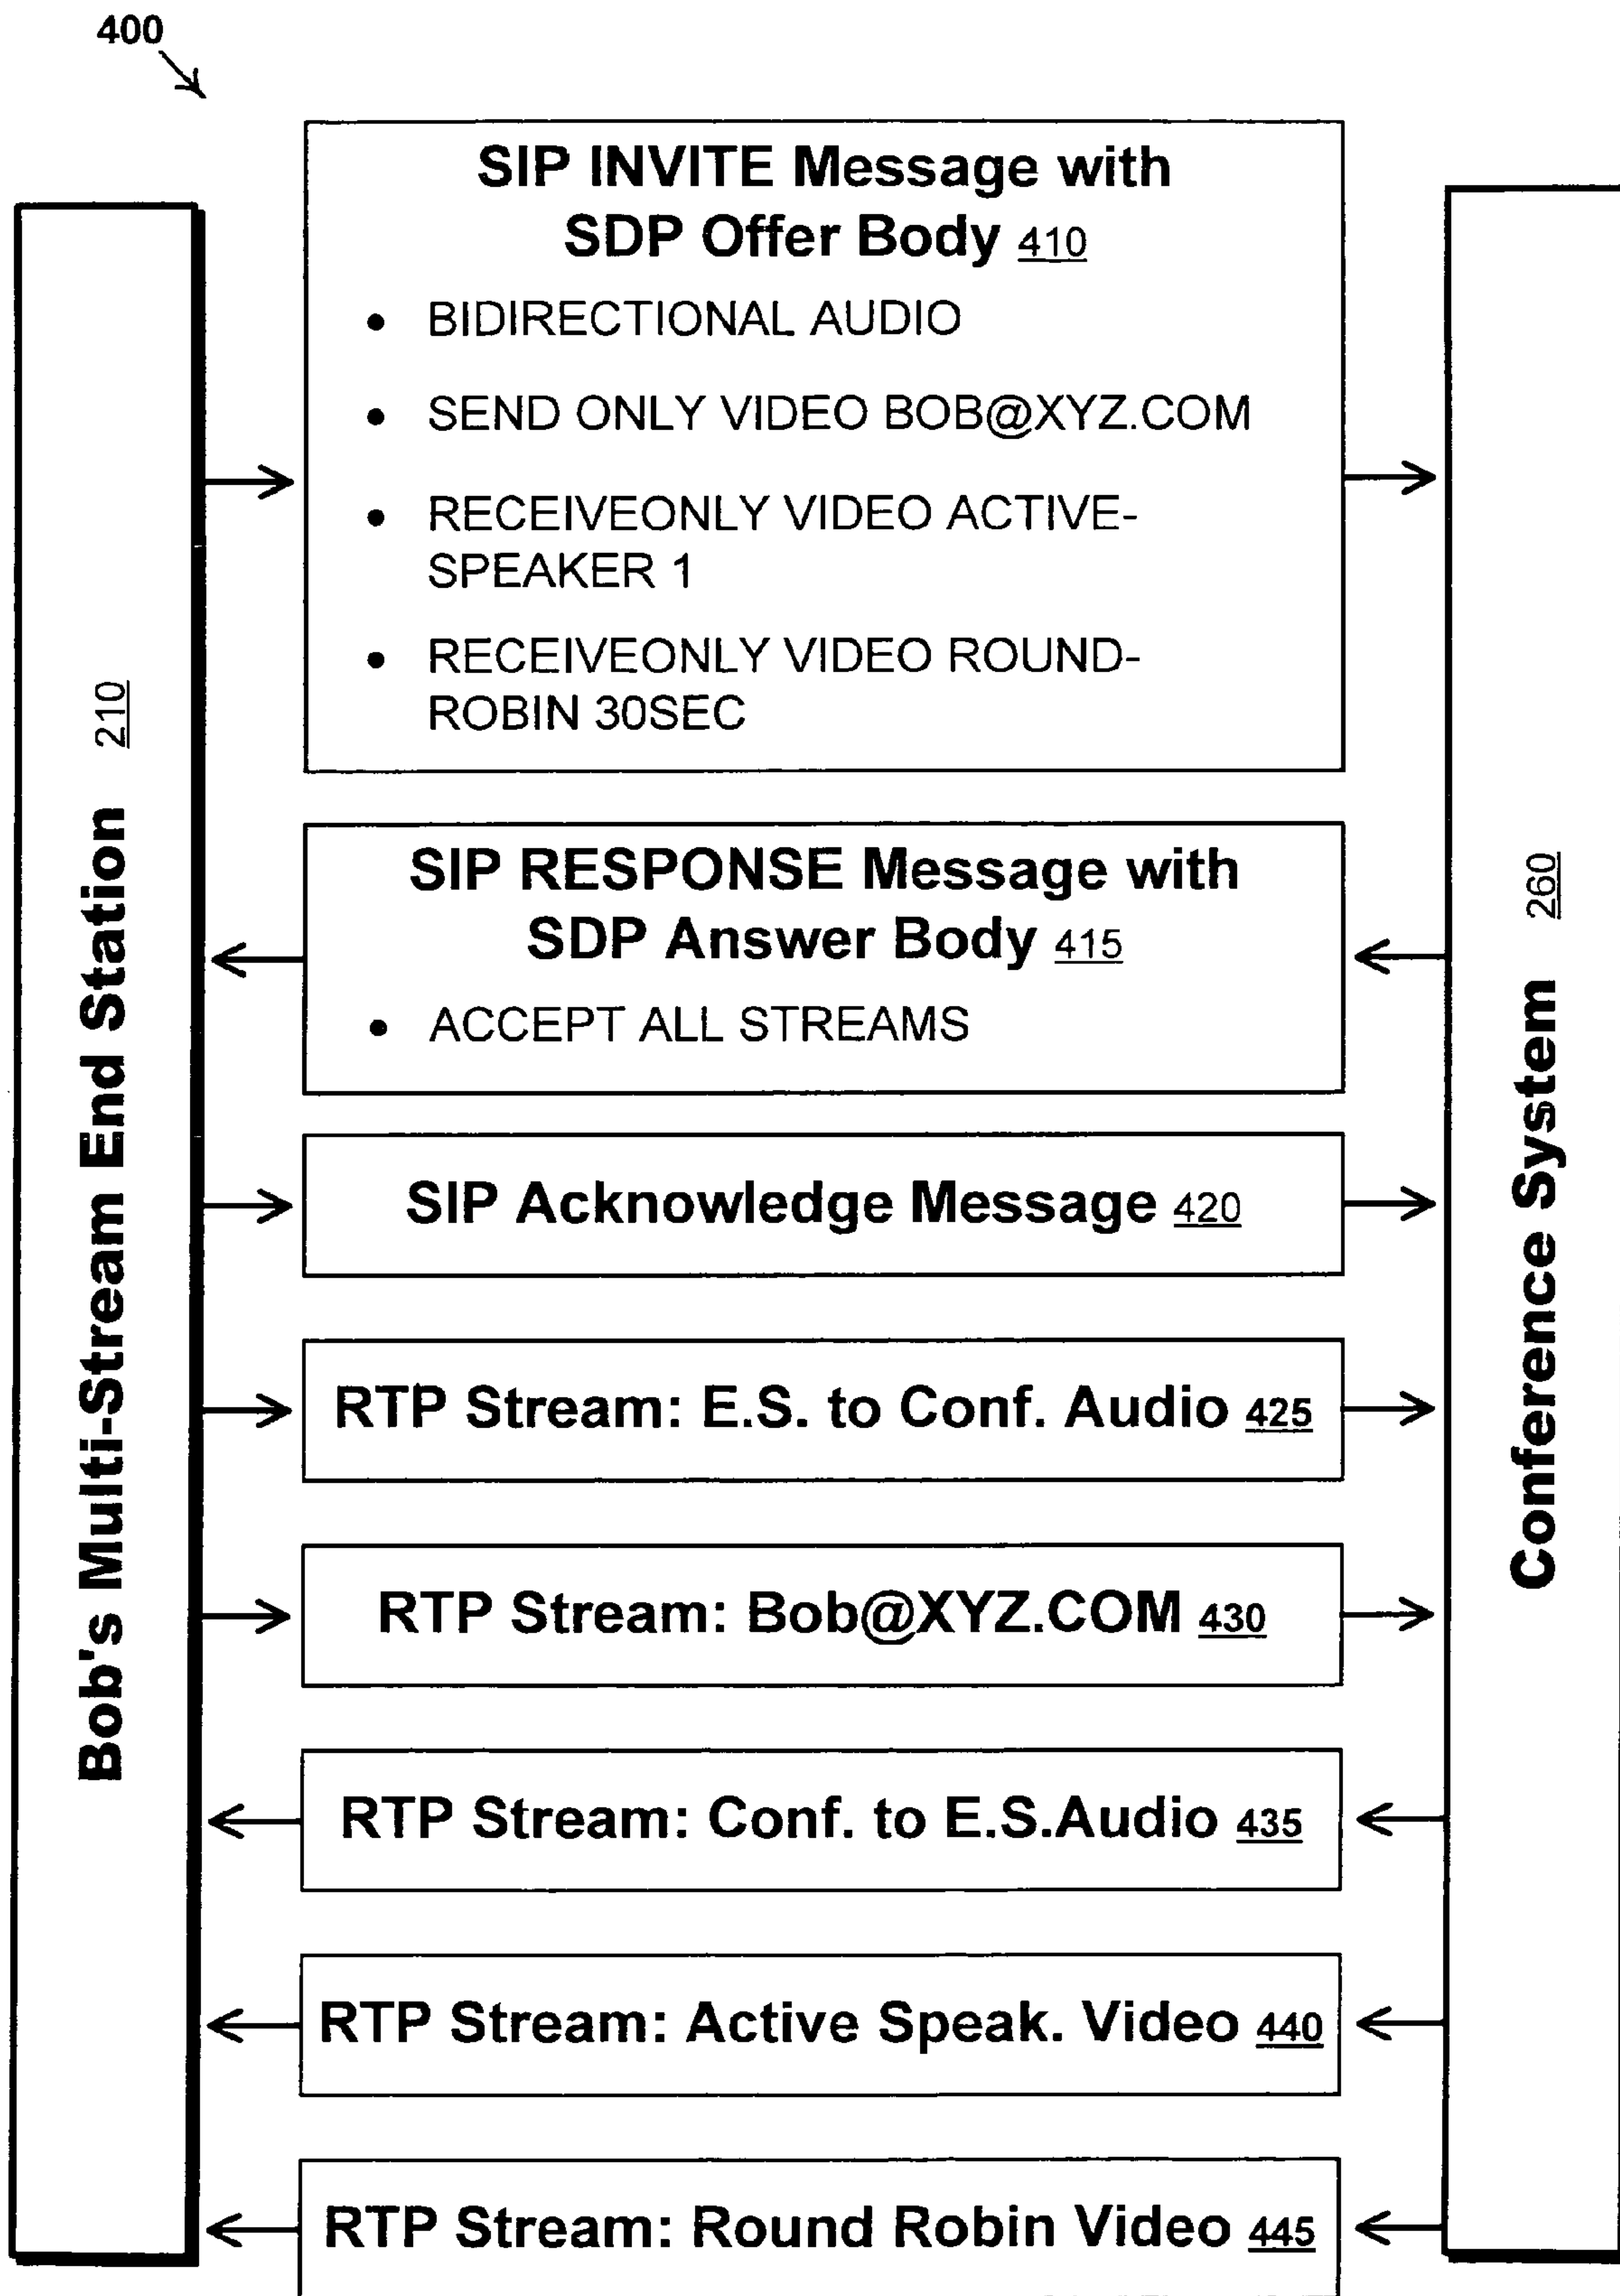 400
SIP INVITE Message with
SDP Offer Body 410
• BIDIRECTIONAL AUDIO
• SEND ONLY VIDEO BOB@XYZ.COM
• RECEIVEONLY VIDEO ACTIVE-
SPEAKER 1
• RECEIVEONLY VIDEO ROUND-
ROBIN 30SEC
SIP RESPONSE Message with
SDP Answer Body 415
• ACCEPT ALL STREAMS
SIP Acknowledge Message 420
RTP Stream: E.S. to Conf. Audio 425
RTP Stream: Bob@XYZ.COM 430
RTP Stream: Conf. to E.S.Audio 435
RTP Stream: Active Speak. Video 440
RTP Stream: Round Robin Video 445
Bob's Multi-Stream End Station 210
Conference System 260